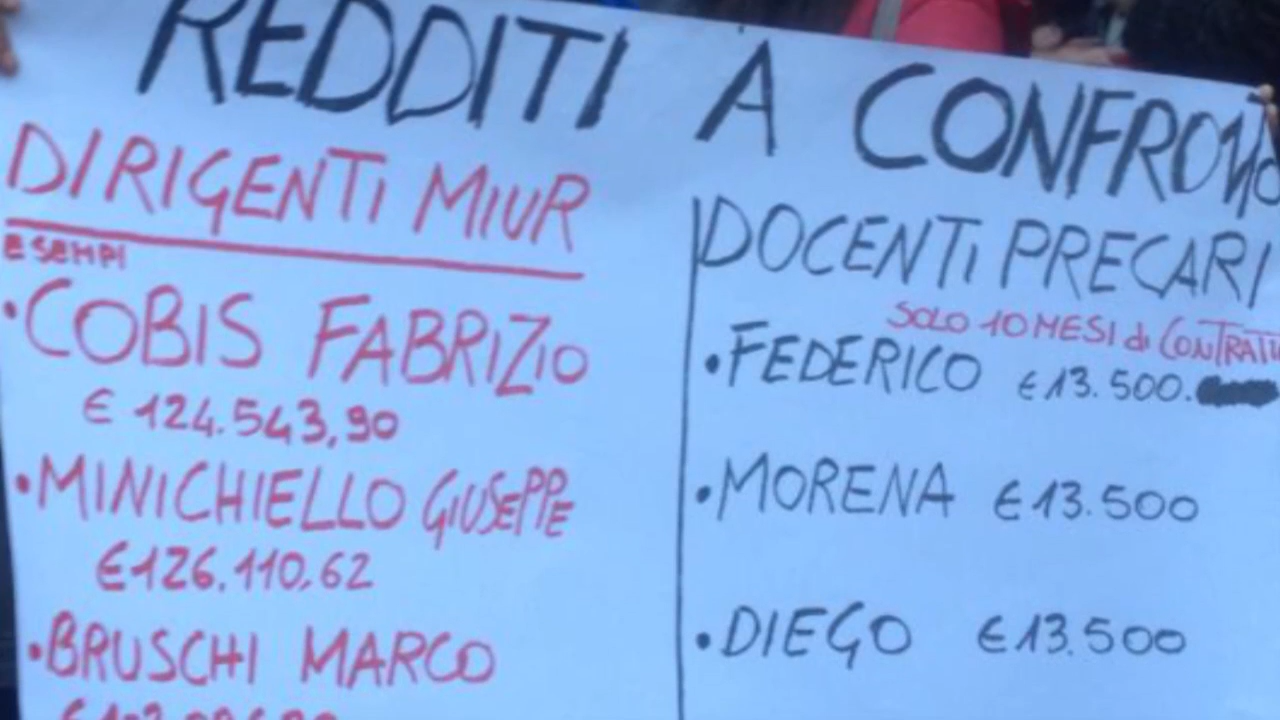 REDDITI A CONFRONTO
DIRIGENTI MIUR
ESEMPI
• COBIS FABRIZIO
€ 124.543,90
• MINICHIELLO GIUSEPPE
€ 126.110,62
• BRUSCHI MARCO
DOCENTI PRECARI
SOLO 10 MESI di CONTRATTO
• FEDERICO € 13.500.
• MORENA € 13.500
• DIEGO € 13.500